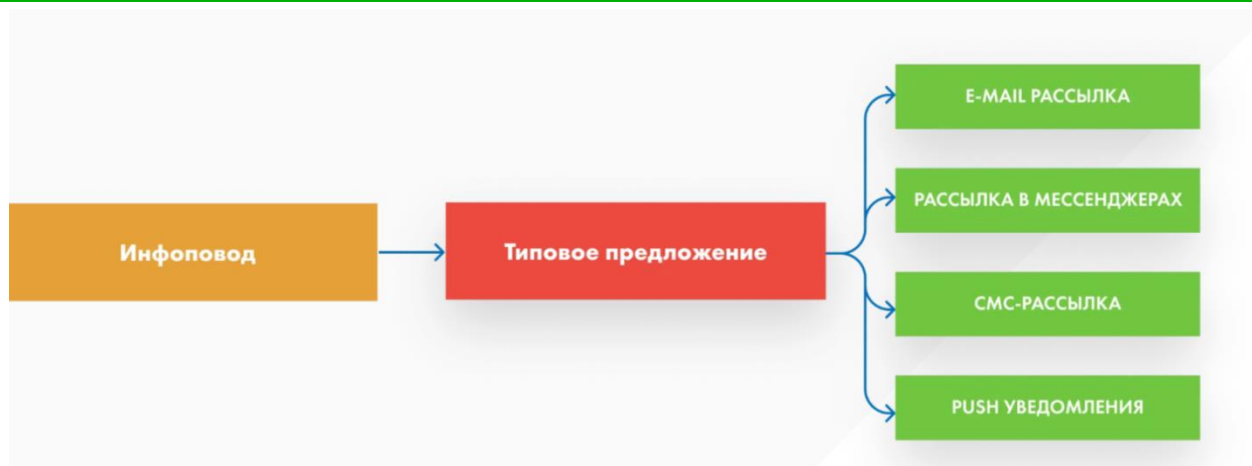 Инфоповод
Типовое предложение
E-MAIL РАССЫЛКА
РАССЫЛКА В МЕССЕНДЖЕРАХ
СМС-РАССЫЛКА
PUSH УВЕДОМЛЕНИЯ